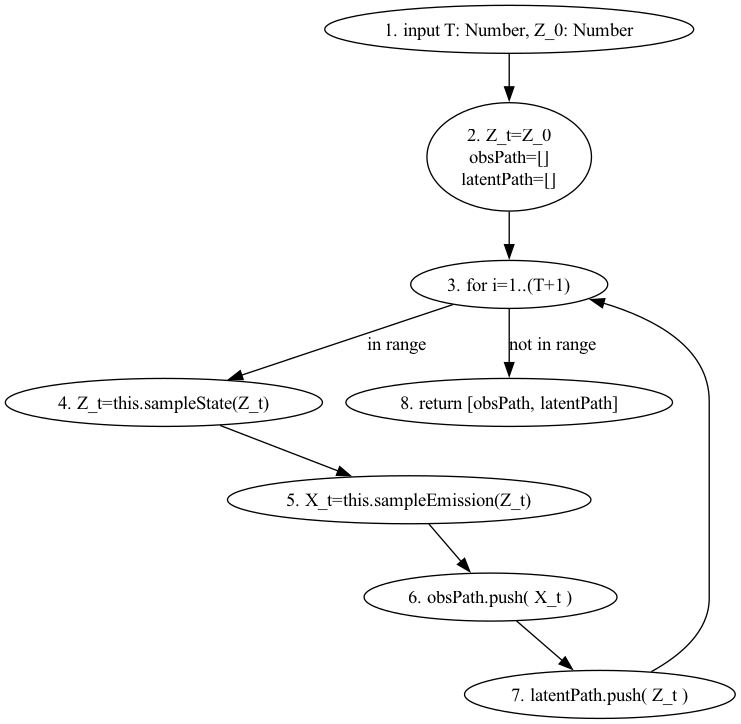 1. input T: Number, Z_0: Number
2. Z_t=Z_0
obsPath=[]
latentPath=[]
3. for i=1..(T+1)
in range
not in range
4. Z_t=this.sampleState(Z_t)
8. return [obsPath, latentPath]
5. X_t=this.sampleEmission(Z_t)
6. obsPath.push( X_t )
7. latentPath.push( Z_t )